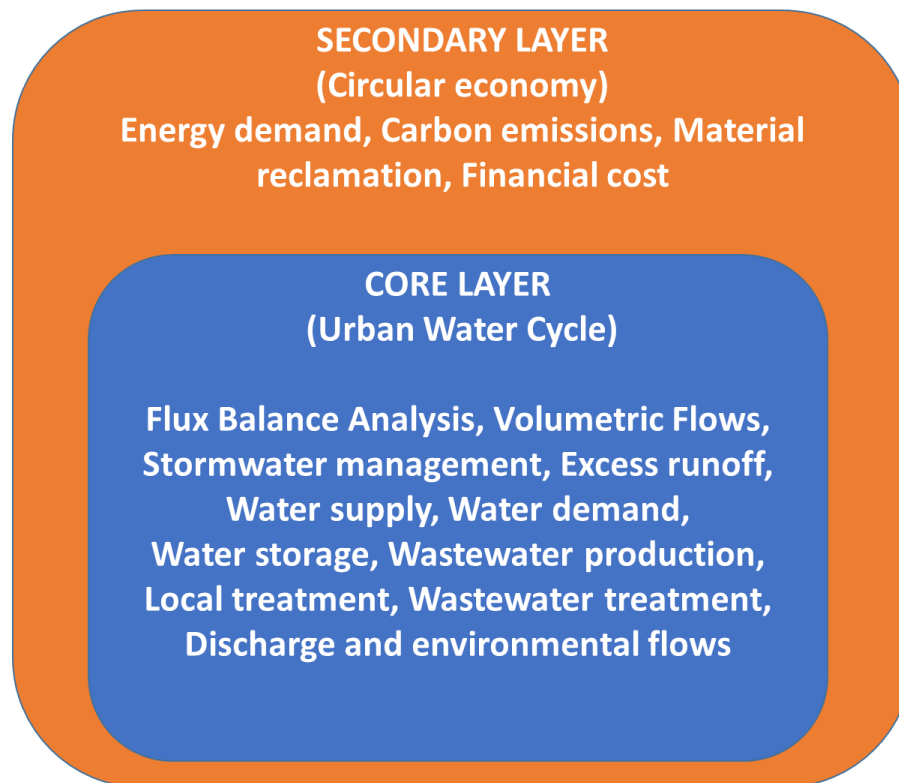 SECONDARY LAYER
(Circular economy)
Energy demand, Carbon emissions, Material
reclamation, Financial cost
CORE LAYER
(Urban Water Cycle)
Flux Balance Analysis, Volumetric Flows,
Stormwater management, Excess runoff,
Water supply, Water demand,
Water storage, Wastewater production,
Local treatment, Wastewater treatment,
Discharge and environmental flows